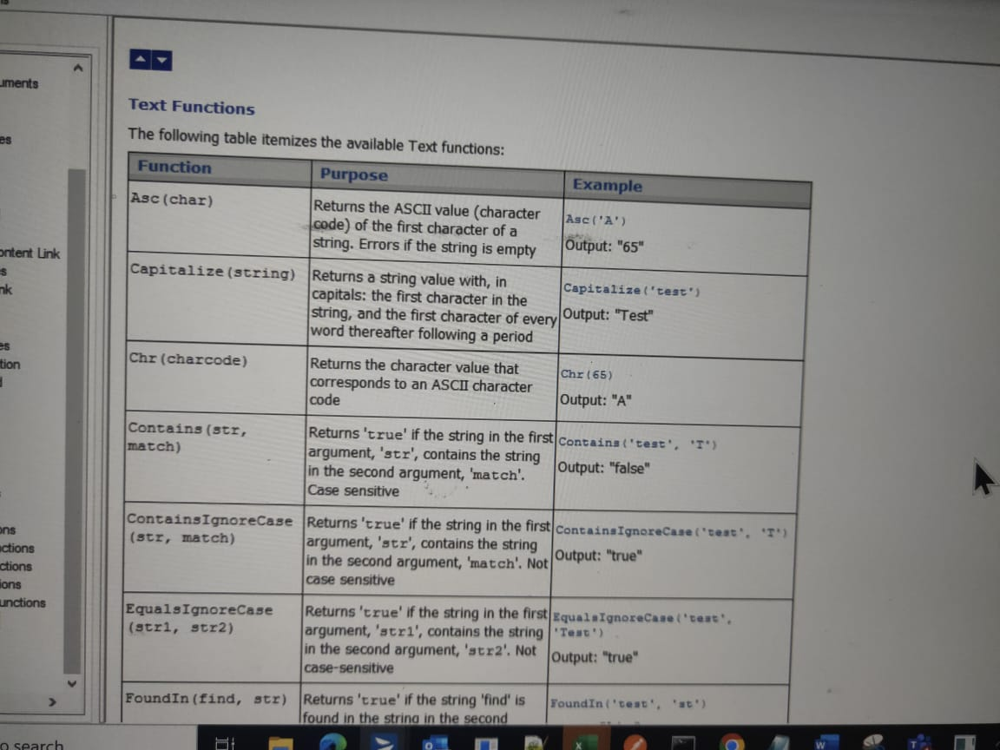 uments
es
ontent Link
s
nk
es
tion
d
ons
nctions
ctions
ions
unctions
Text Functions
The following table itemizes the available Text functions:
Function Purpose Example
Asc(char)
Returns the ASCII value (character
code) of the first character of a
string. Errors if the string is empty
Asc('A')
Output: "65"
Capitalize(string)
Returns a string value with, in
capitals: the first character in the
string, and the first character of every
word thereafter following a period
Capitalize('test')
Output: "Test"
Chr(charcode)
Returns the character value that
corresponds to an ASCII character
code
Chr(65)
Output: "A"
Contains(str,
match)
Returns 'true' if the string in the first
argument, 'str', contains the string
in the second argument, 'match'.
Case sensitive
Contains('test', 'T')
Output: "false"
ContainsIgnoreCase
(str, match)
Returns 'true' if the string in the first
argument, 'str', contains the string
in the second argument, 'match'. Not
case sensitive
ContainsIgnoreCase('test', 'T')
Output: "true"
EqualsIgnoreCase
(str1, str2)
Returns 'true' if the string in the first
argument, 'str1', contains the string
in the second argument, 'str2'. Not
case-sensitive
EqualsIgnoreCase('test',
'Test')
Output: "true"
FoundIn(find, str)
Returns 'true' if the string 'find' is
found in the string in the second
FoundIn('test', 'st')
o search